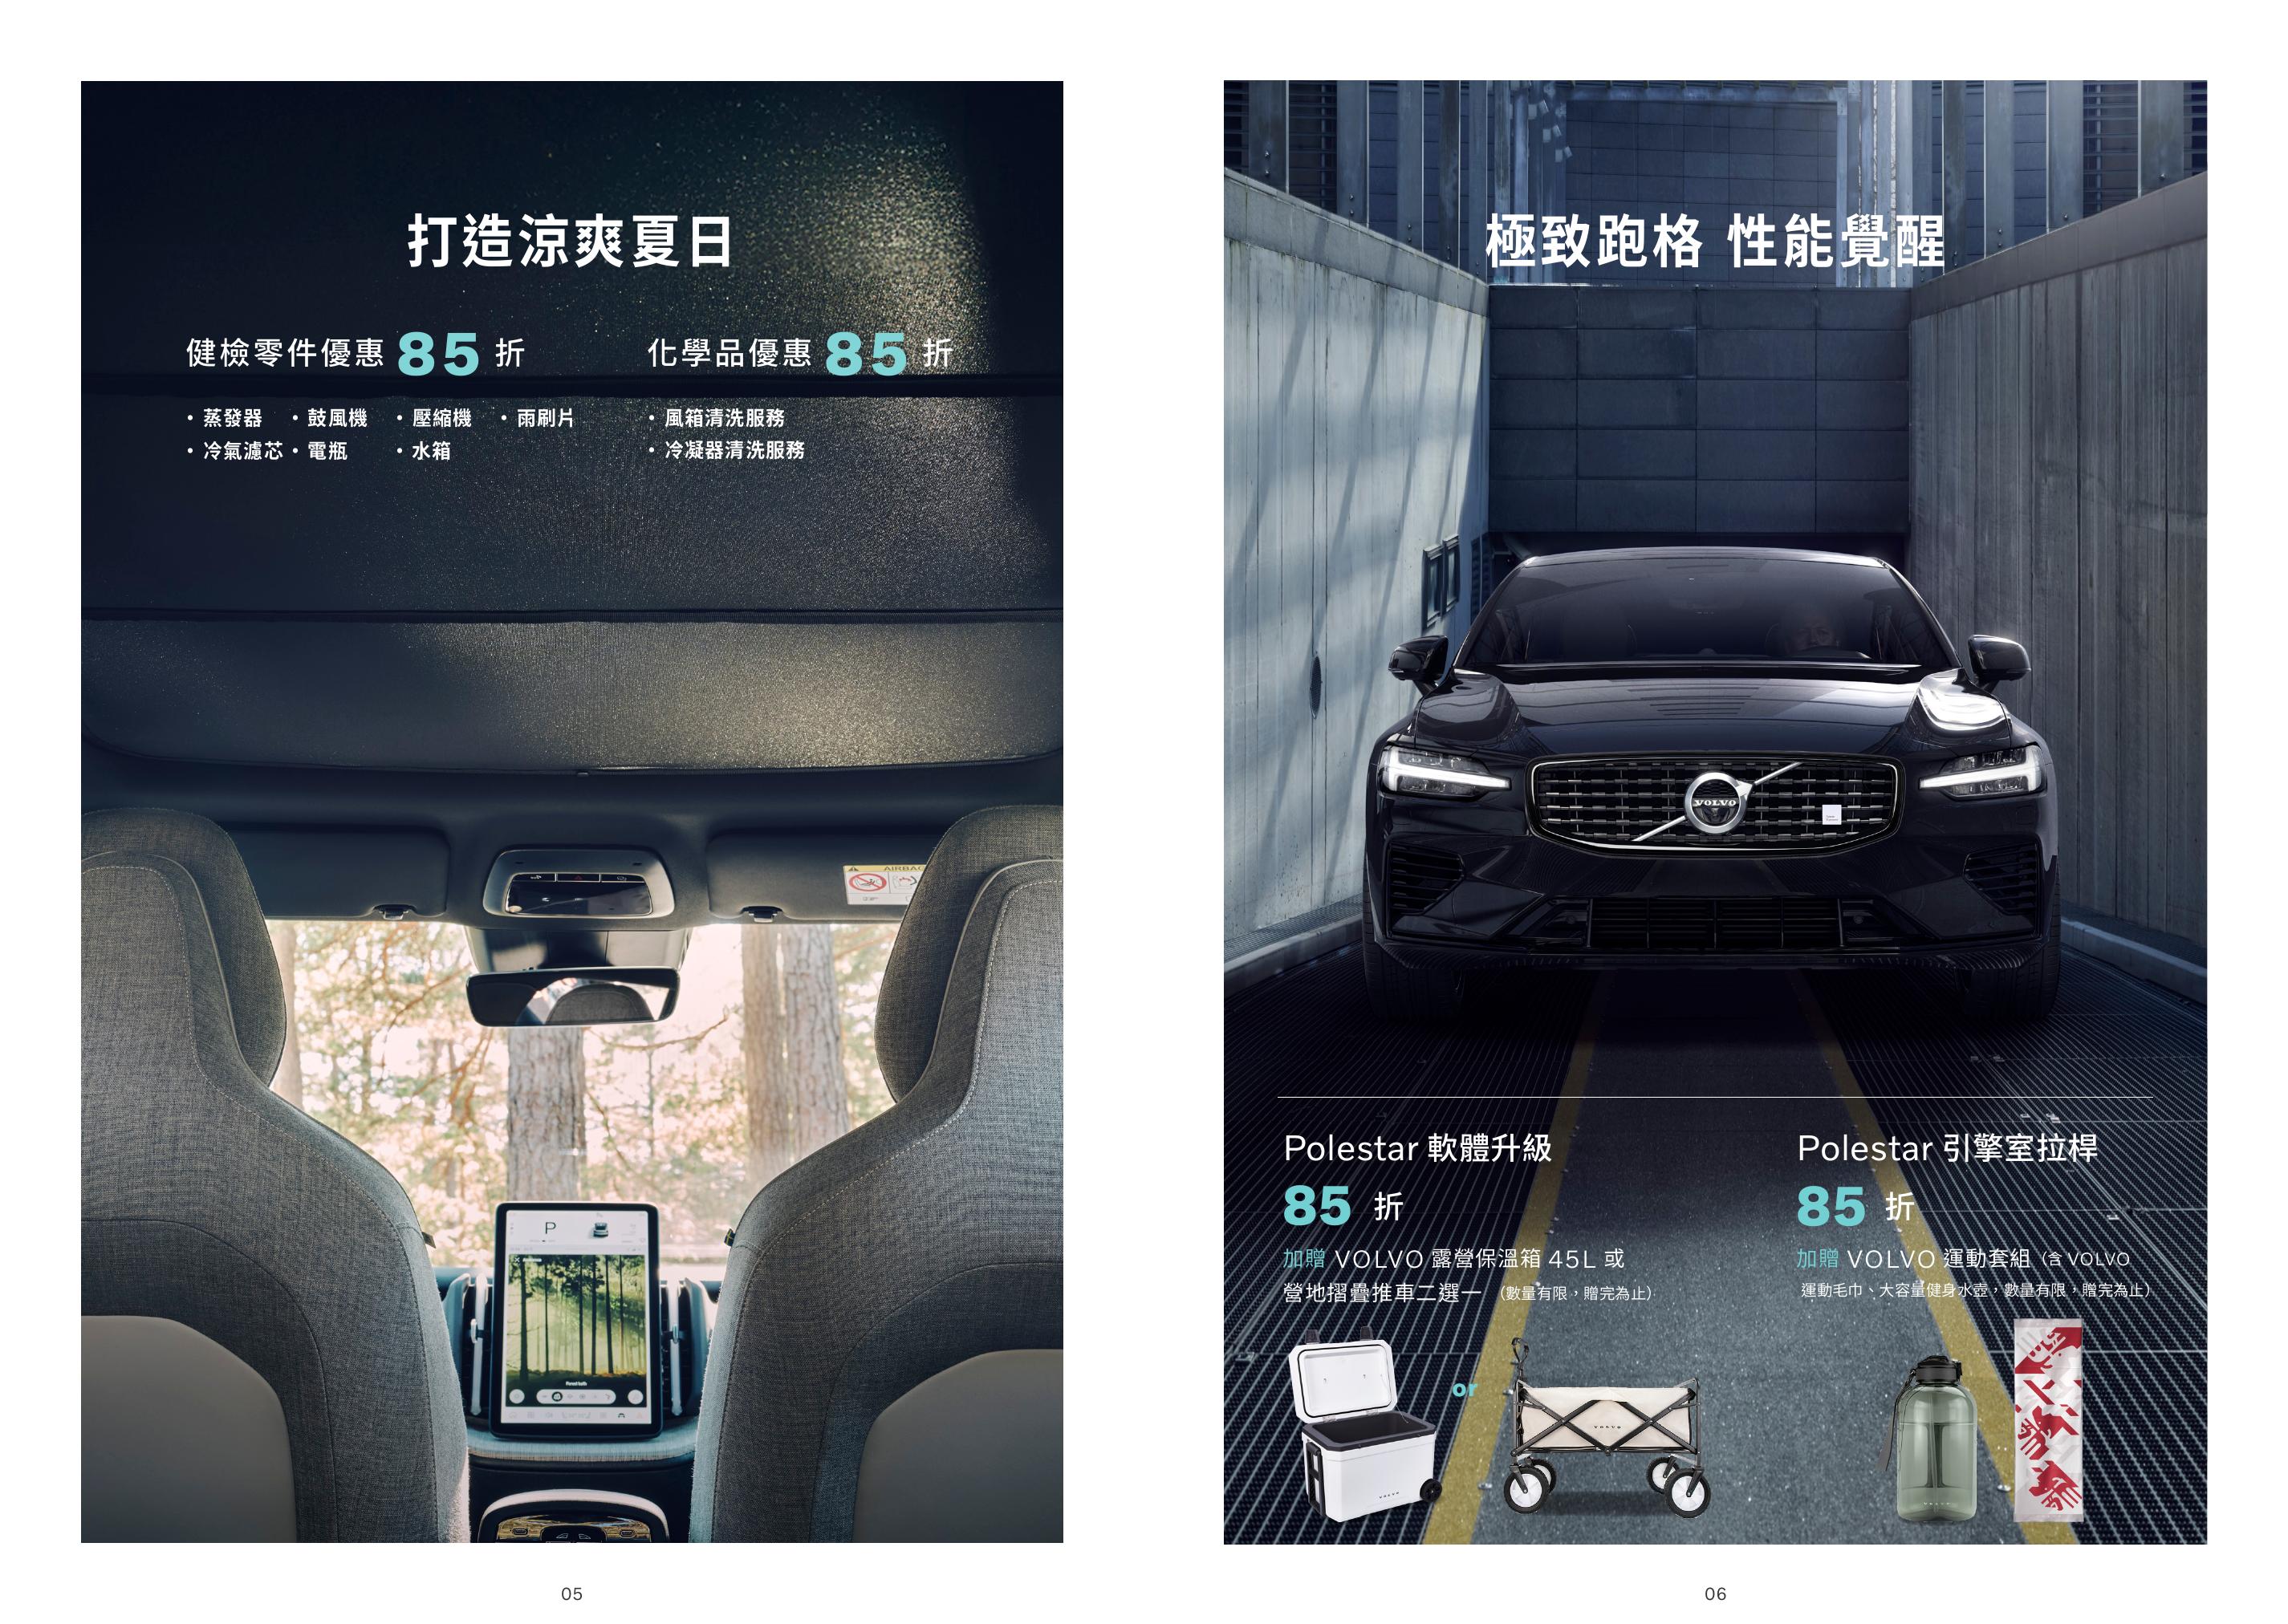 打造涼爽夏日
健檢零件優惠 85 折
・蒸發器 ・鼓風機 ・壓縮機 ・雨刷片
・冷氣濾芯 ・電瓶 ・水箱
化學品優惠 85 折
・風箱清洗服務
・冷凝器清洗服務
AIRBAG
P
05
極致跑格 性能覺醒
VOLVO
Polestar 軟體升級
85 折
加贈 VOLVO 露營保溫箱 45L 或
營地摺疊推車二選一 （數量有限，贈完為止）
or
VOLVO
VOLVO
Polestar 引擎室拉桿
85 折
加贈 VOLVO 運動套組（含 VOLVO
運動毛巾、大容量健身水壺，數量有限，贈完為止）
06